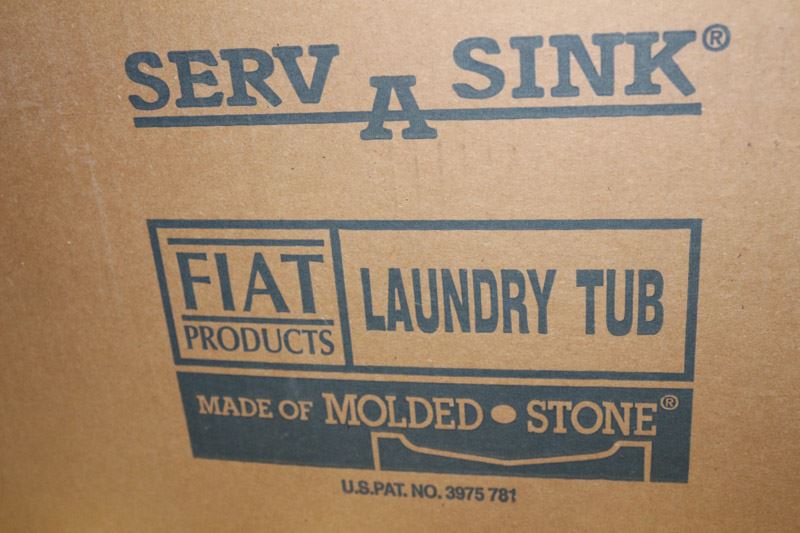 SERV A SINK®
FIAT
PRODUCTS
LAUNDRY TUB
MADE OF MOLDED • STONE®
U.S.PAT. NO. 3975 781